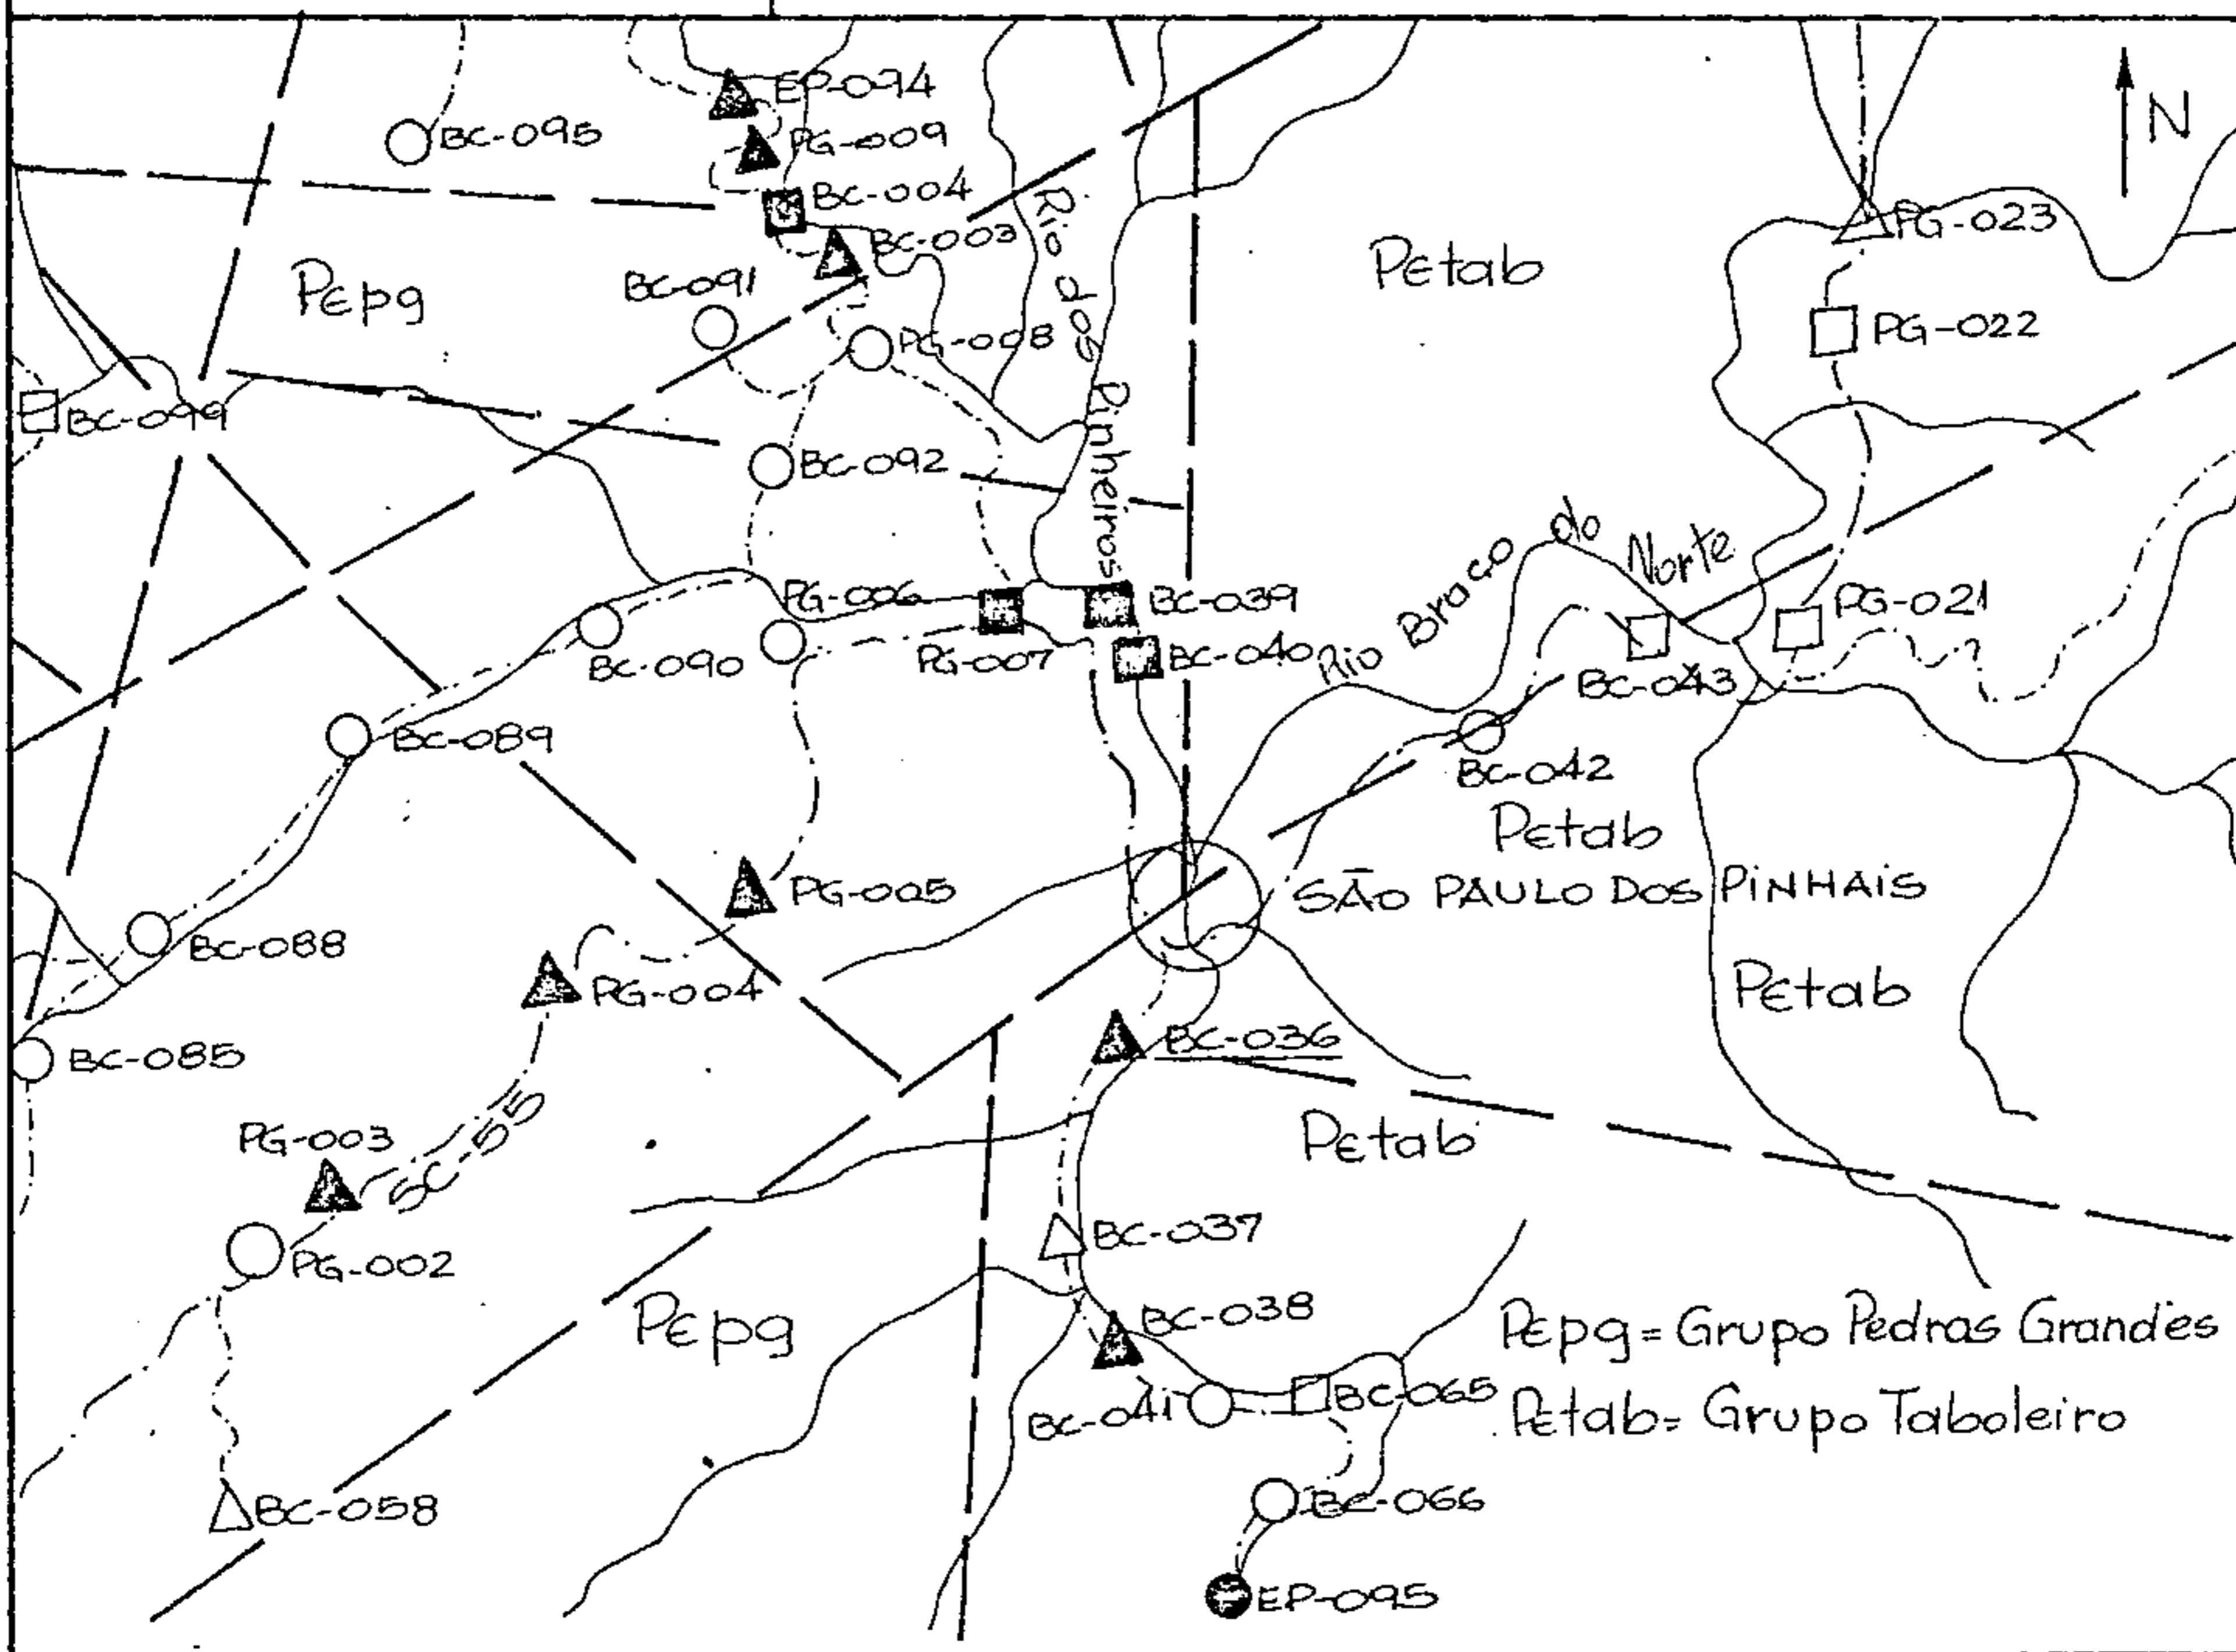 EP-094
BC-095
PG-009
BC-004
N
PG-023
BC-003
Rio dos Pinheiros
Petab
Pepg
BC-091
PG-008
PG-022
BC-099
BC-092
Rio Braço do Norte
PG-006
BC-039
PG-021
BC-090
PG-007
BC-040
BC-043
BC-089
BC-042
Petab
SÃO PAULO DOS PINHAIS
PG-005
BC-088
PG-004
Petab
BC-036
BC-085
SC-55
PG-003
Petab
BC-037
PG-002
BC-038
Pepg
Pepg = Grupo Pedras Grandes
BC-041
BC-065
Petab = Grupo Taboleiro
BC-066
BC-058
EP-095